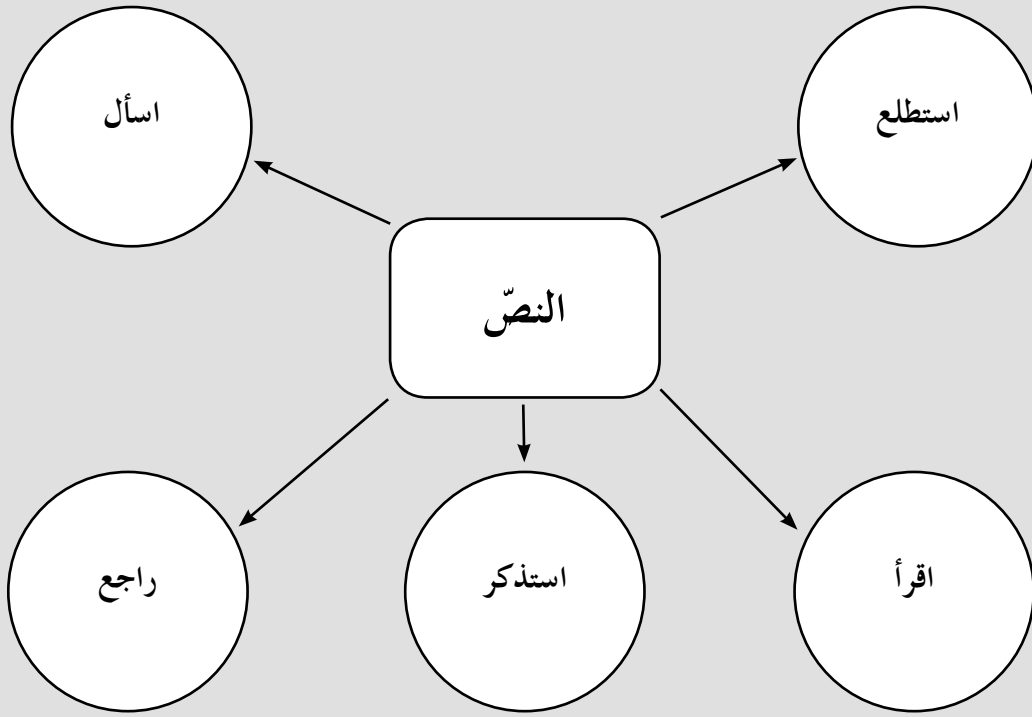 استطلع
اسأل
النصّ
اقرأ
استذكر
راجع